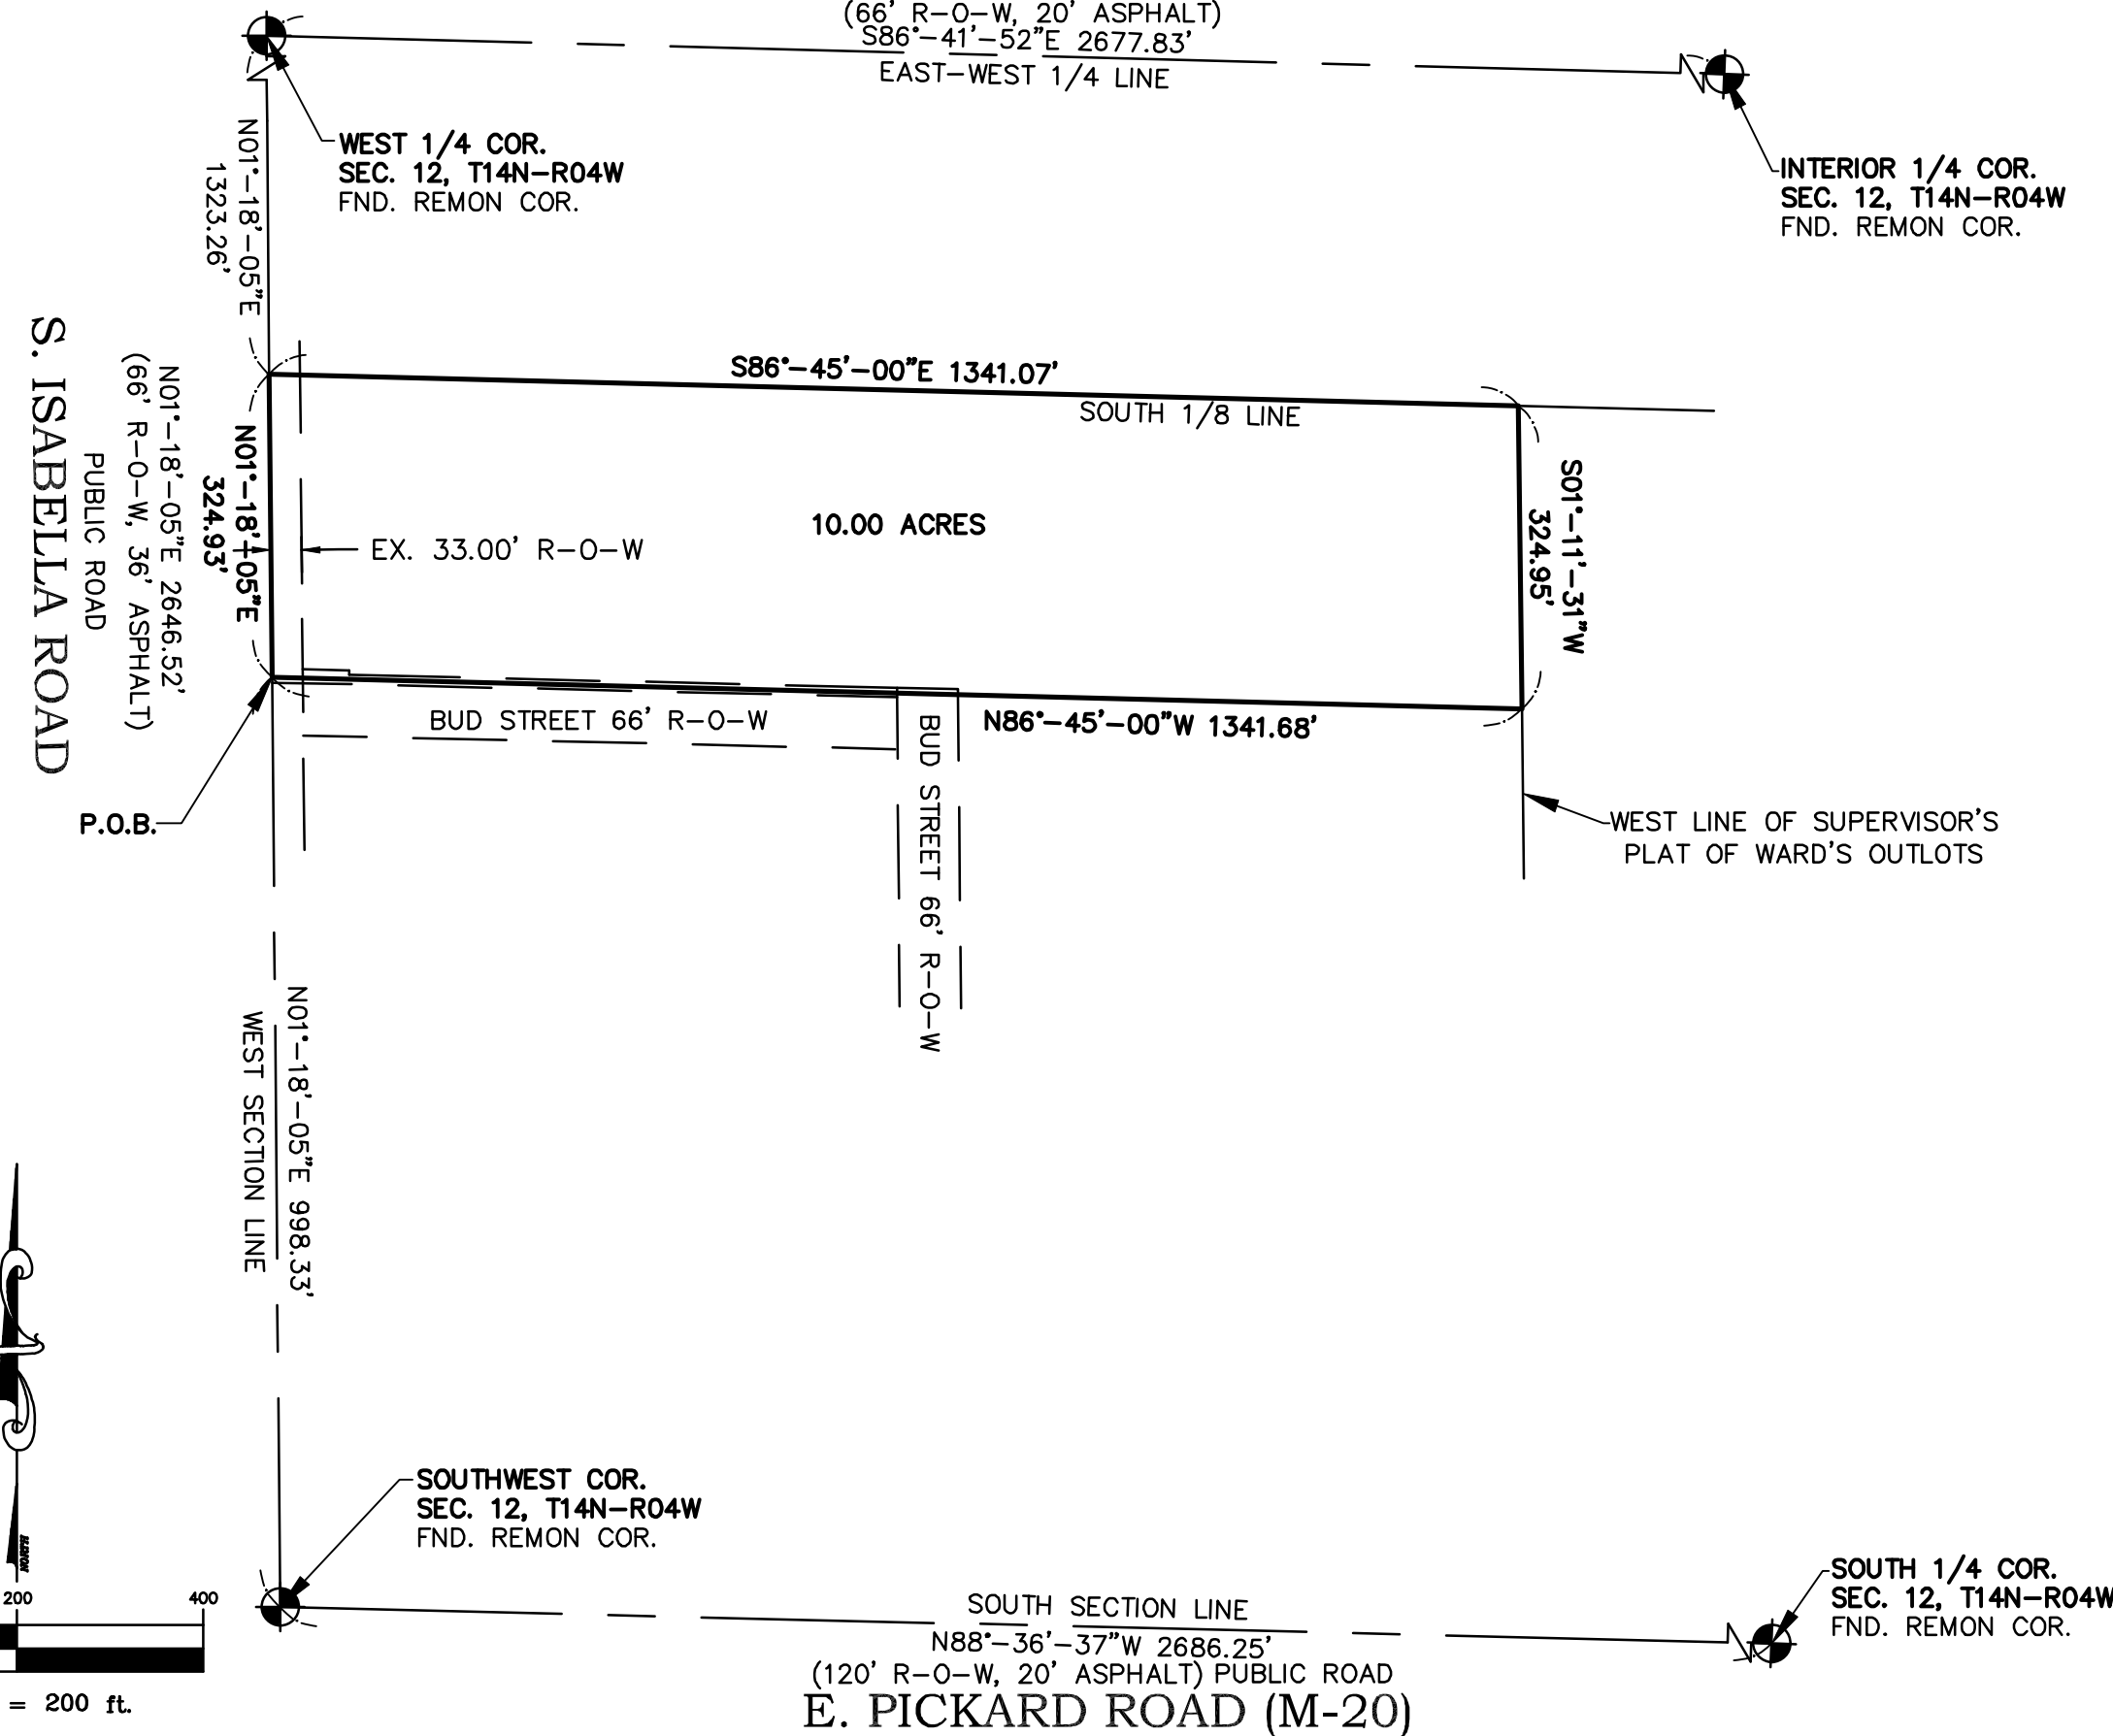 (66' R-O-W, 20' ASPHALT)
S86°-41'-52"E 2677.83'
EAST-WEST 1/4 LINE
WEST 1/4 COR.
SEC. 12, T14N-R04W
FND. REMON COR.
INTERIOR 1/4 COR.
SEC. 12, T14N-R04W
FND. REMON COR.
N01°-18'-05"E
1323.26'
S86°-45'-00"E 1341.07'
SOUTH 1/8 LINE
S. ISABELLA ROAD
PUBLIC ROAD
(66' R-O-W, 36' ASPHALT)
N01°-18'-05"E 2646.52'
N01°-18'-05"E
324.93'
10.00 ACRES
EX. 33.00' R-O-W
S01°-11'-31"W
324.95'
BUD STREET 66' R-O-W
N86°-45'-00"W 1341.68'
BUD STREET 66' R-O-W
P.O.B.
WEST LINE OF SUPERVISOR'S
PLAT OF WARD'S OUTLOTS
N01°-18'-05"E 998.33'
WEST SECTION LINE
SOUTHWEST COR.
SEC. 12, T14N-R04W
FND. REMON COR.
SOUTH 1/4 COR.
SEC. 12, T14N-R04W
FND. REMON COR.
200 400
= 200 ft.
SOUTH SECTION LINE
N88°-36'-37"W 2686.25'
(120' R-O-W, 20' ASPHALT) PUBLIC ROAD
E. PICKARD ROAD (M-20)